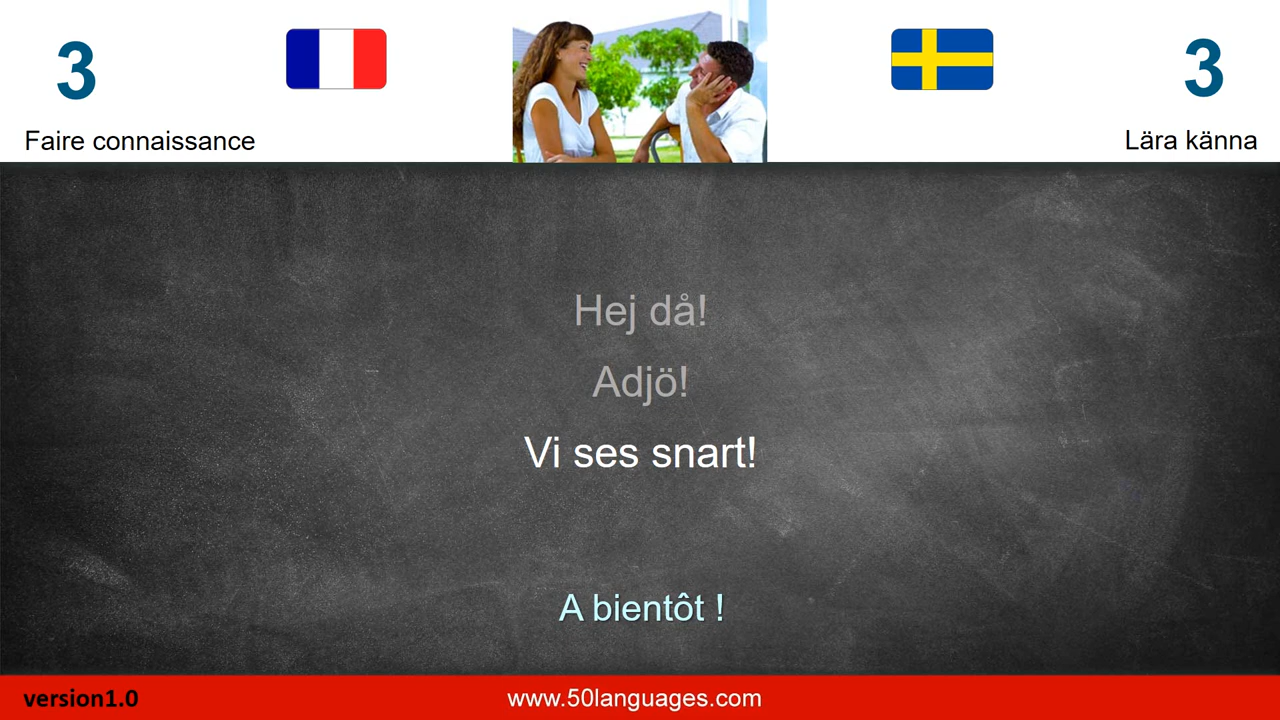 3
3
Faire connaissance
Lära känna
Hej då!
Adjö!
Vi ses snart!
A bientôt !
version1.0
www.50languages.com